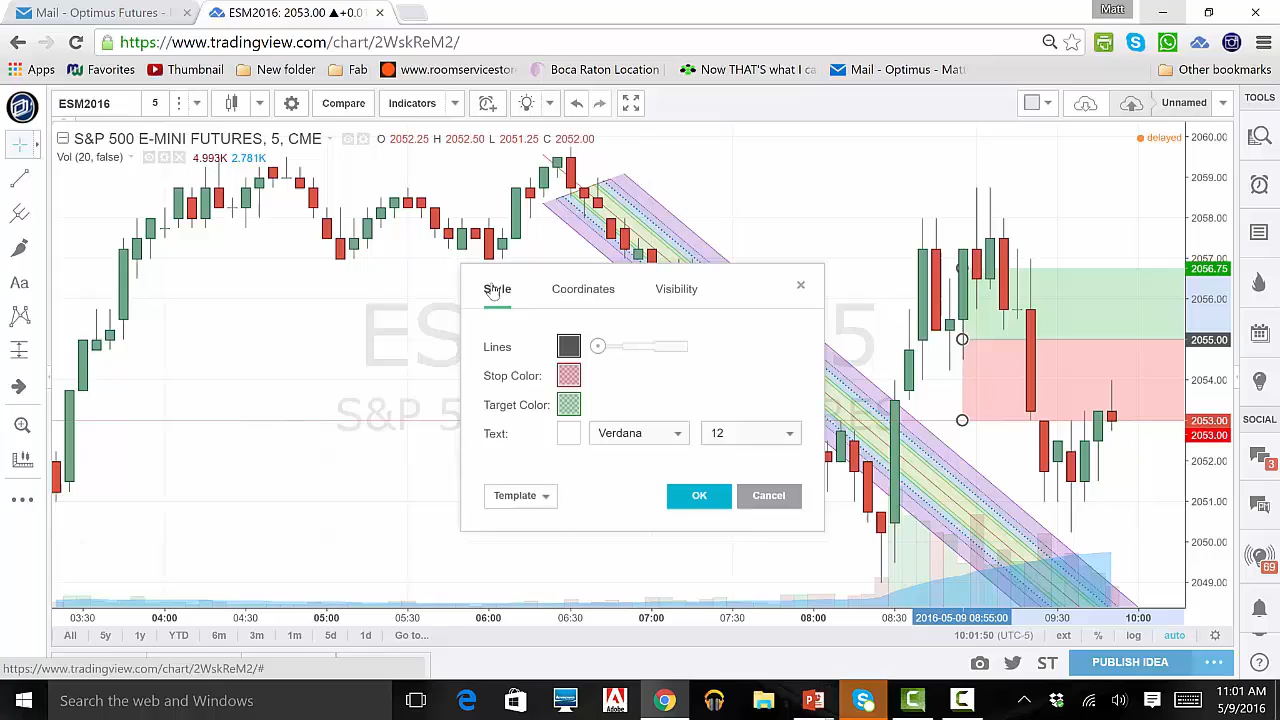 Mail - Optimus Futures -
ESM2016: 2053.00 ▲+0.0
Matt
https://www.tradingview.com/chart/2WskReM2/
Apps
Favorites
Thumbnail
New folder
Fab
www.roomservicestor
Boca Raton Location
Now THAT'S what I ca
Mail - Optimus - Matt
Other bookmarks
ESM2016
5
Compare
Indicators
Unnamed
TOOLS
S&P 500 E-MINI FUTURES, 5, CME
O 2052.25 H 2052.50 L 2051.25 C 2052.00
delayed
2060.00
Vol (20, false)
4.993K 2.781K
2059.00
2058.00
2057.00
2056.75
2056.00
2055.00
2054.00
2053.00
2053.00
2052.00
2051.00
2050.00
2049.00
Style
Coordinates
Visibility
Lines
Stop Color:
Target Color:
Text:
Verdana
12
Template
OK
Cancel
SOCIAL
3
69
03:30
04:00
04:30
05:00
05:30
06:00
06:30
07:00
07:30
08:00
08:30
2016-05-09 08:55:00
09:30
10:00
All
5y
1y
YTD
6m
3m
1m
5d
1d
Go to...
10:01:50 (UTC-5)
ext
%
log
auto
https://www.tradingview.com/chart/2WskReM2/#
ST
PUBLISH IDEA
Search the web and Windows
11:01 AM
5/9/2016